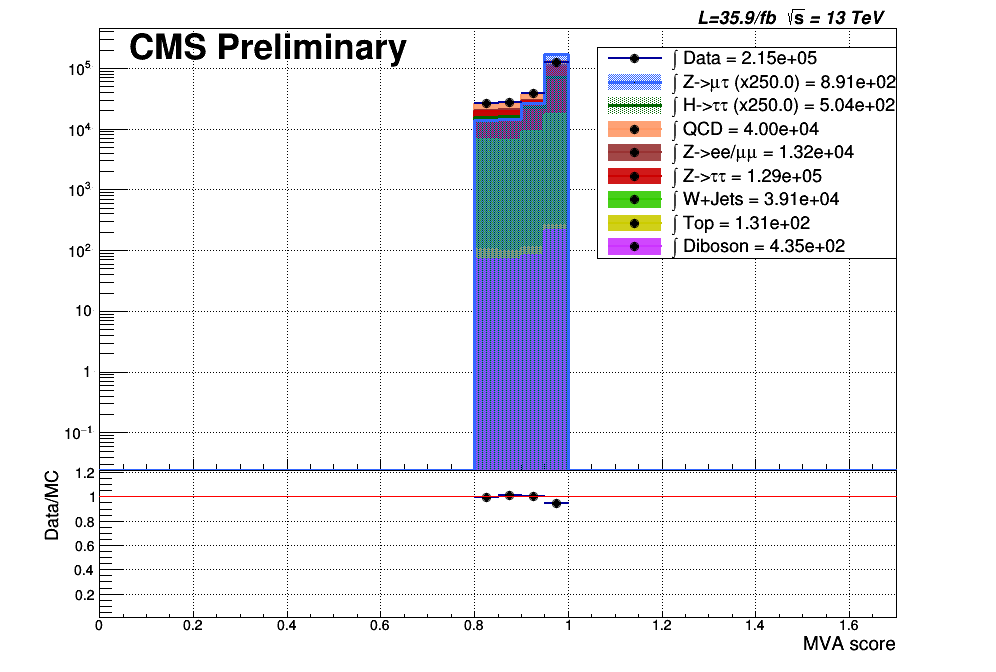 L=35.9/fb √s = 13 TeV
CMS Preliminary
∫ Data = 2.15e+05
∫ Z->μτ (x250.0) = 8.91e+02
∫ H->ττ (x250.0) = 5.04e+02
∫ QCD = 4.00e+04
∫ Z->ee/μμ = 1.32e+04
∫ Z->ττ = 1.29e+05
∫ W+Jets = 3.91e+04
∫ Top = 1.31e+02
∫ Diboson = 4.35e+02
10⁵
10⁴
10³
10²
10
1
10⁻¹
Data/MC
1.2
1
0.8
0.6
0.4
0.2
0 0.2 0.4 0.6 0.8 1 1.2 1.4 1.6
MVA score